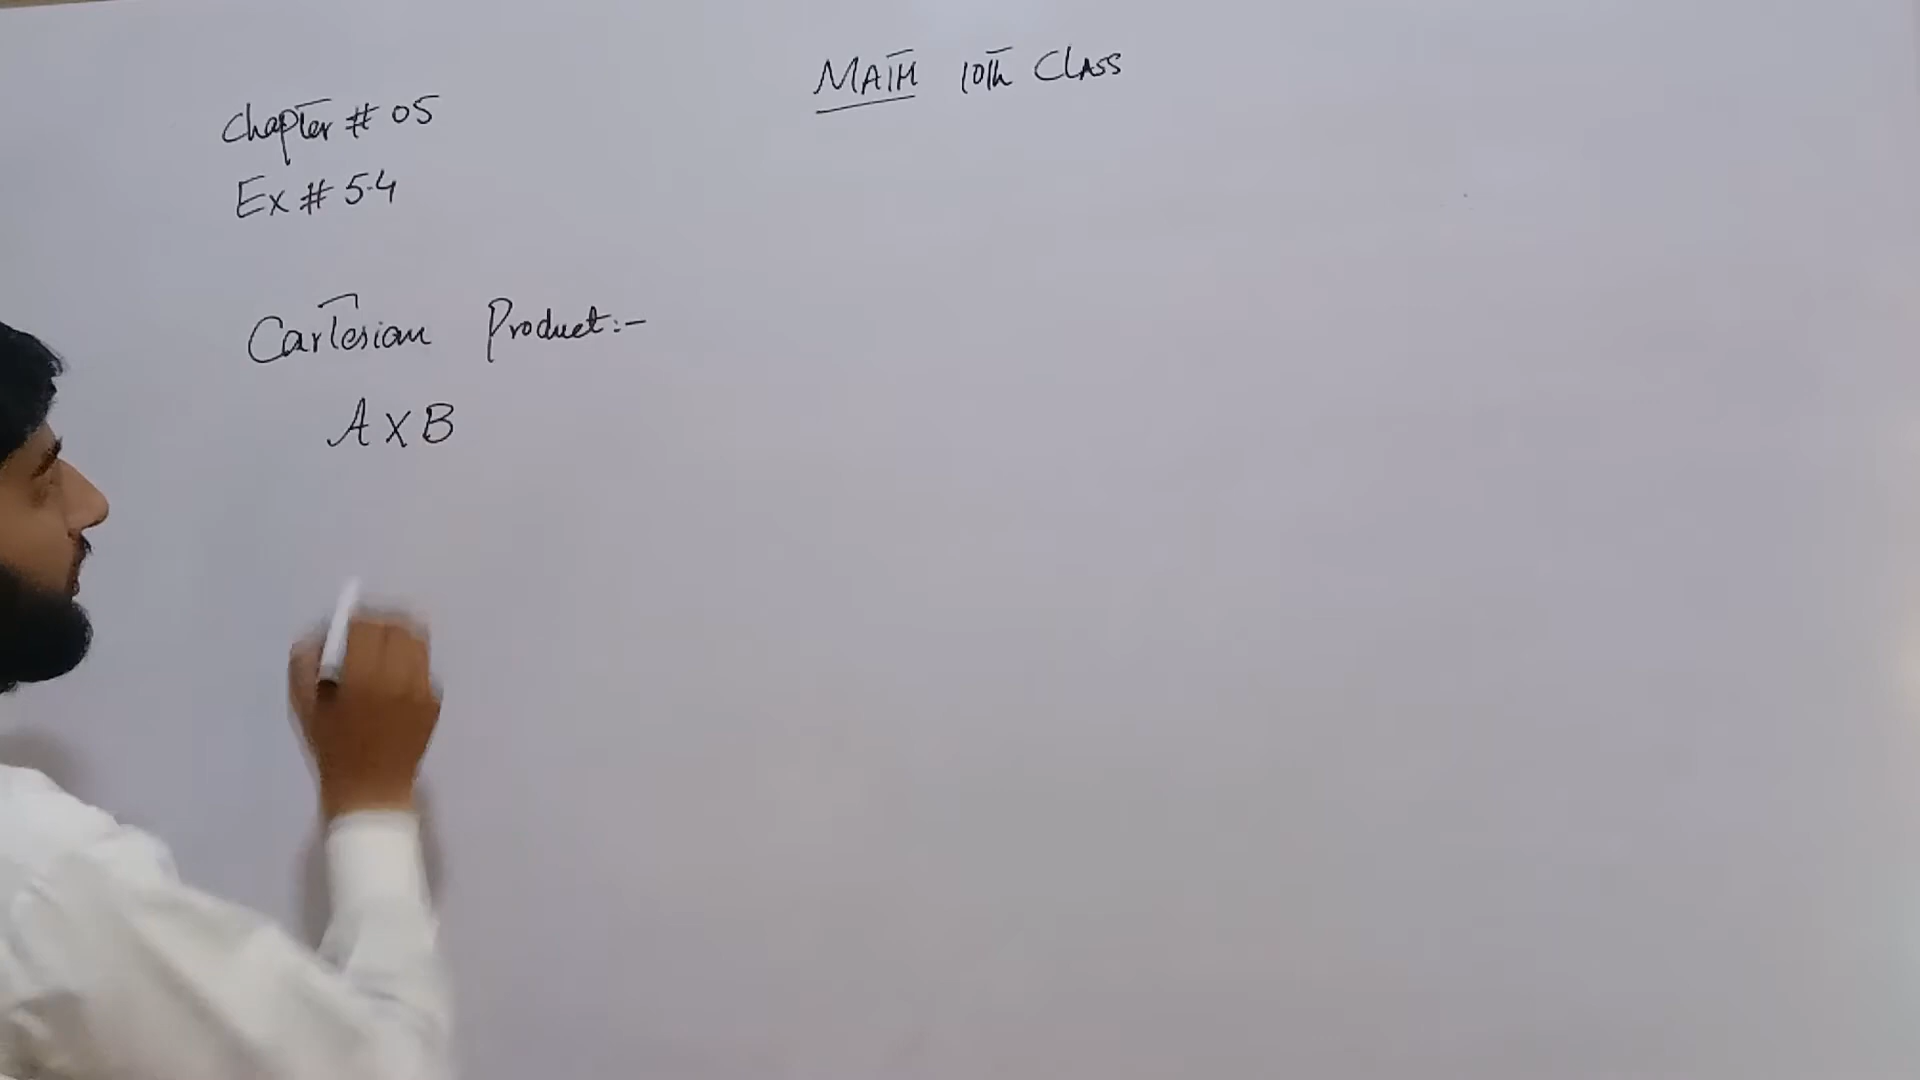 MATH 10th Class
Chapter # 05
Ex # 5.4
Cartesian Product:-
A X B